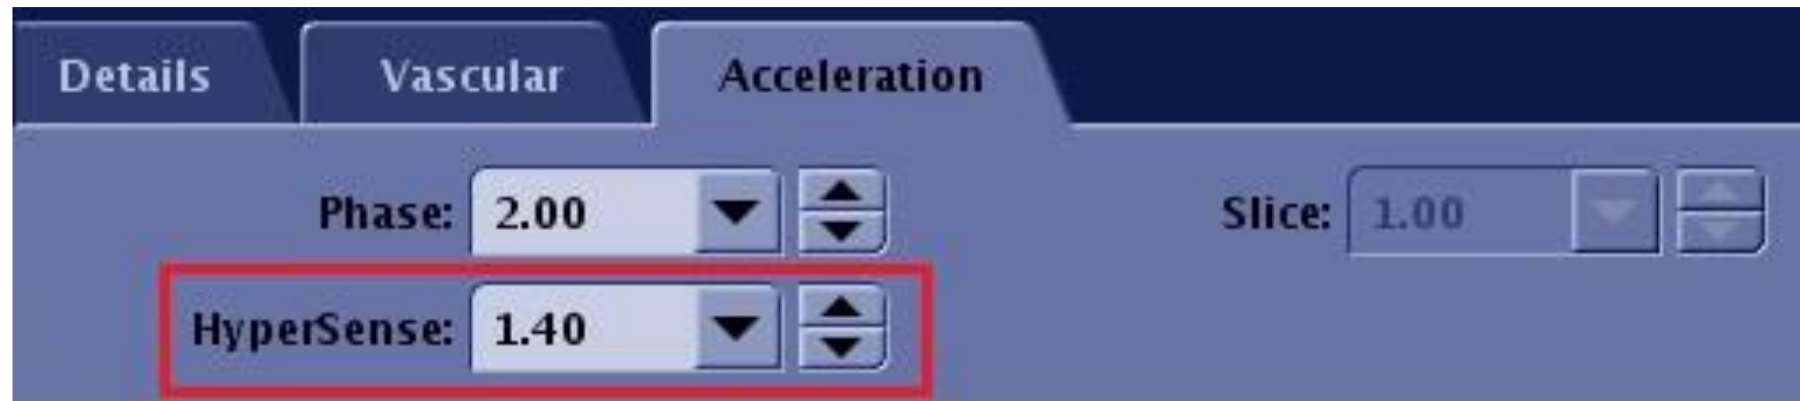 Details Vascular Acceleration
Phase: 2.00 Slice: 1.00
HyperSense: 1.40